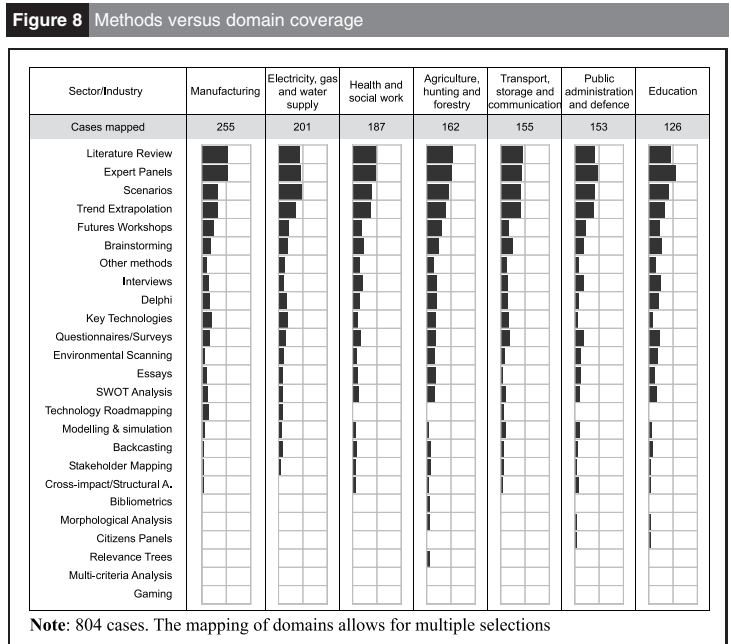 Figure 8 Methods versus domain coverage
Sector/Industry
Manufacturing
Electricity, gas
and water
supply
Health and
social work
Agriculture,
hunting and
forestry
Transport,
storage and
communication
Public
administration
and defence
Education
Cases mapped 255 201 187 162 155 153 126
Literature Review
Expert Panels
Scenarios
Trend Extrapolation
Futures Workshops
Brainstorming
Other methods
Interviews
Delphi
Key Technologies
Questionnaires/Surveys
Environmental Scanning
Essays
SWOT Analysis
Technology Roadmapping
Modelling & simulation
Backcasting
Stakeholder Mapping
Cross-impact/Structural A.
Bibliometrics
Morphological Analysis
Citizens Panels
Relevance Trees
Multi-criteria Analysis
Gaming
Note: 804 cases. The mapping of domains allows for multiple selections